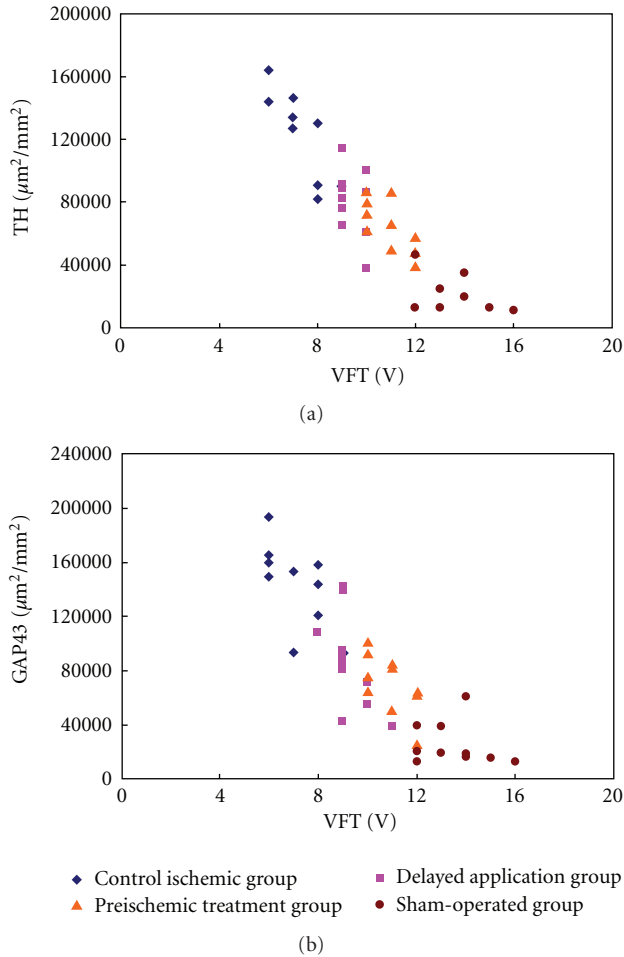 200000
160000
120000
80000
40000
0
TH (μm²/mm²)
0 4 8 12 16 20
VFT (V)
(a)
240000
200000
160000
120000
80000
40000
0
GAP43 (μm²/mm²)
0 4 8 12 16 20
VFT (V)
Control ischemic group Delayed application group
Preischemic treatment group Sham-operated group
(b)